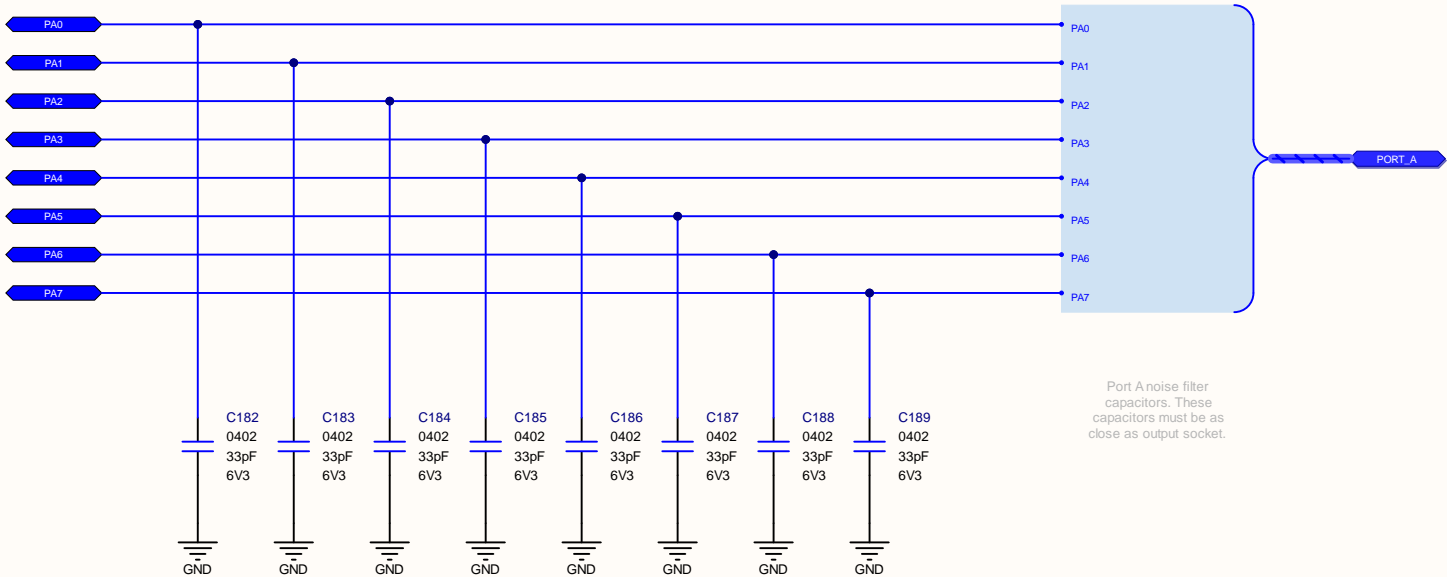 PA0
PA0
PA1
PA1
PA2
PA2
PA3
PA3
PORT_A
PA4
PA4
PA5
PA5
PA6
PA6
PA7
PA7
Port A noise filter
capacitors. These
capacitors must be as
close as output socket.
C182
0402
33pF
6V3
C183
0402
33pF
6V3
C184
0402
33pF
6V3
C185
0402
33pF
6V3
C186
0402
33pF
6V3
C187
0402
33pF
6V3
C188
0402
33pF
6V3
C189
0402
33pF
6V3
GND
GND
GND
GND
GND
GND
GND
GND